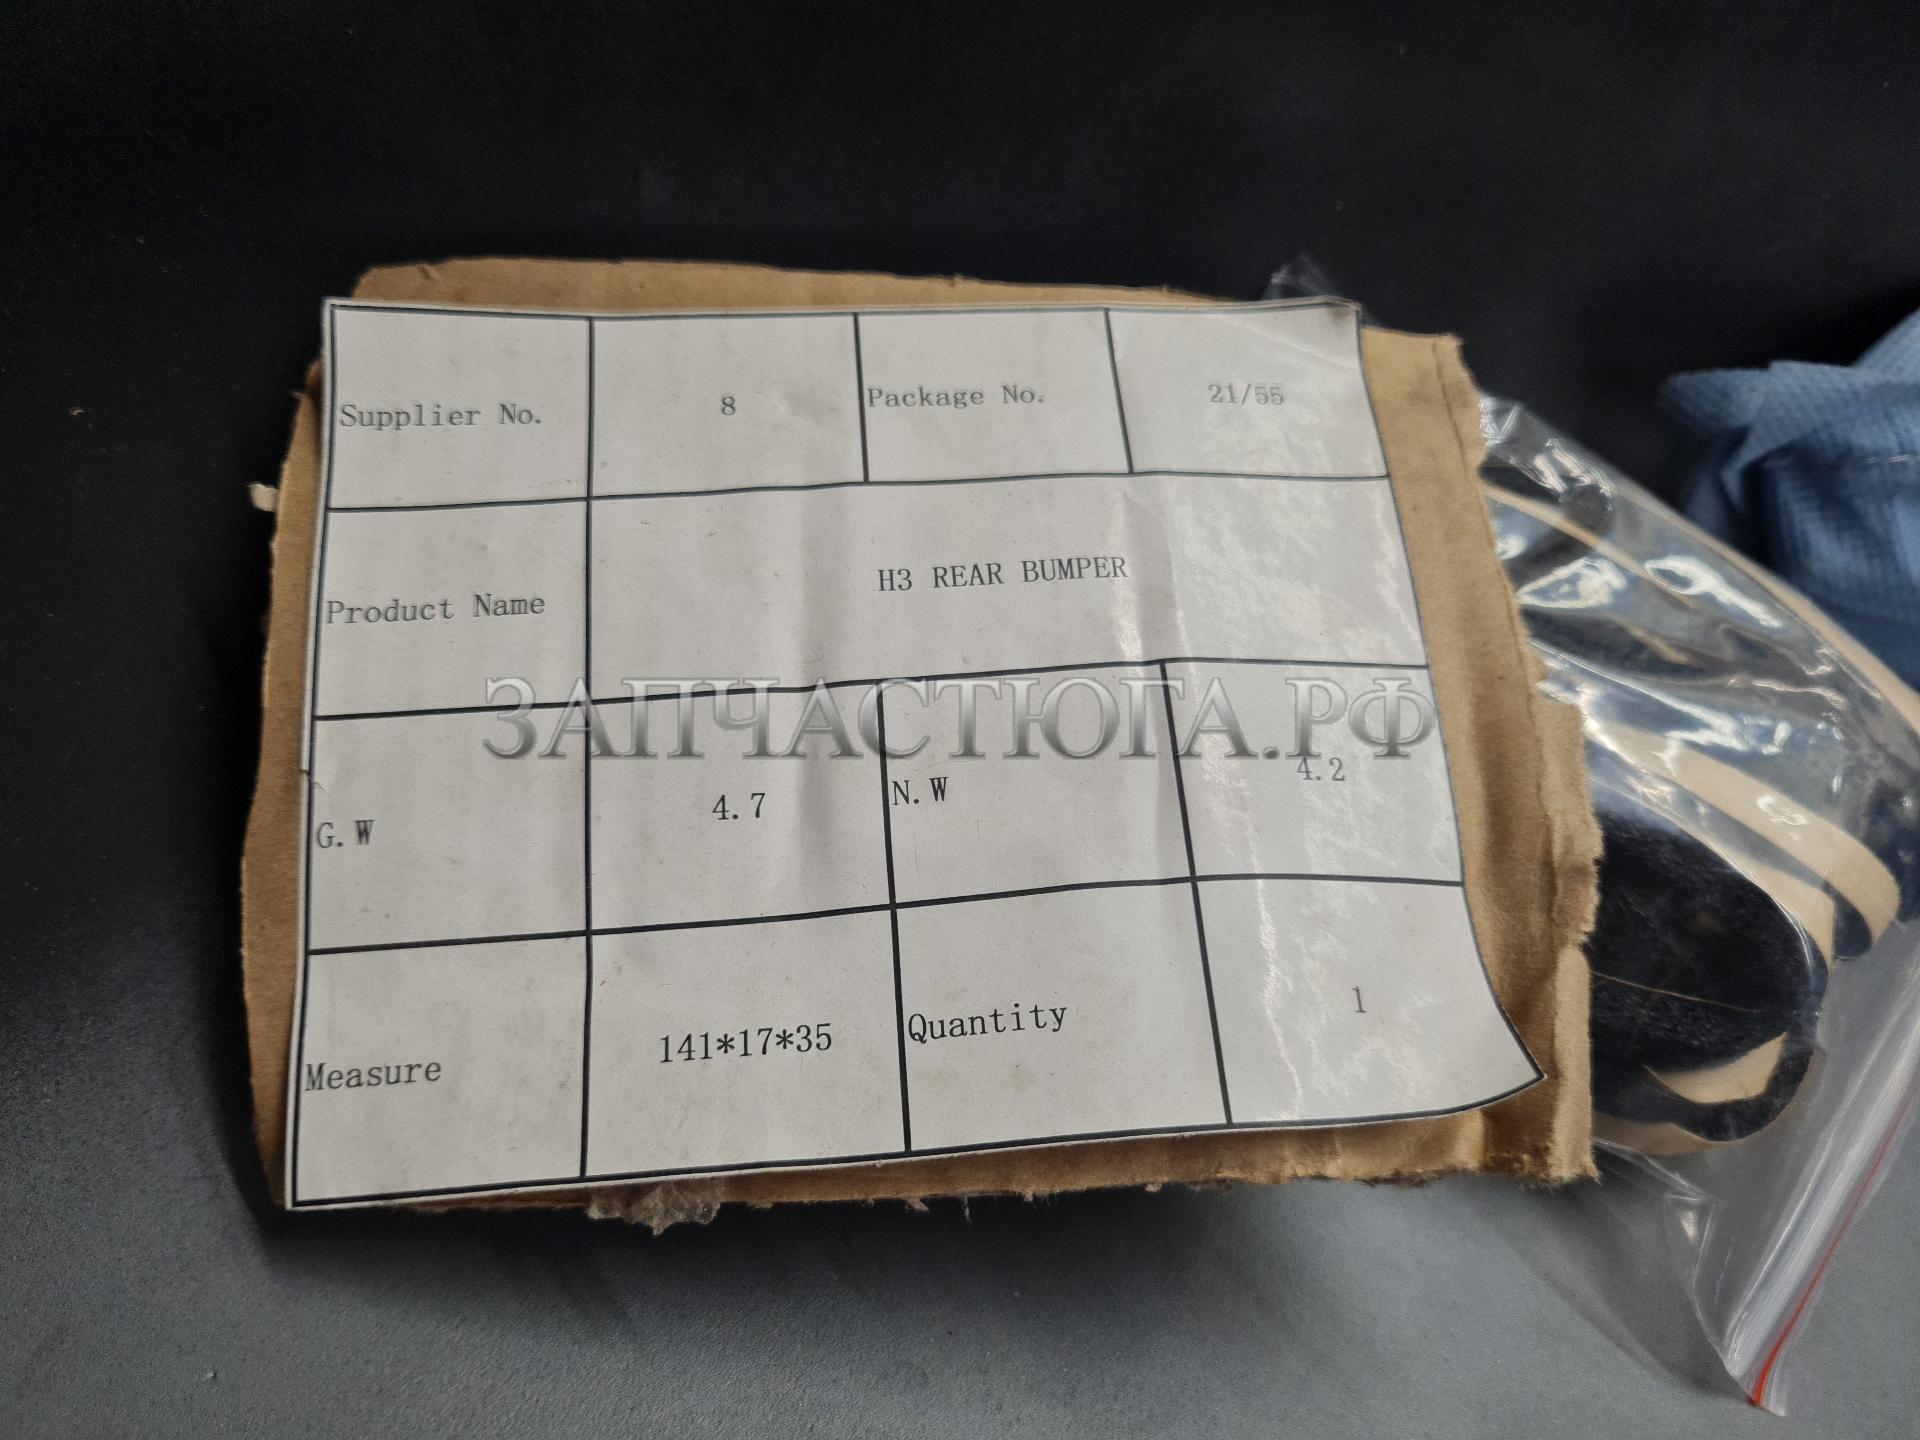 Supplier No. 8 Package No. 21/55
Product Name H3 REAR BUMPER
ЗАПЧАСТЮГА.РФ
G.W 4.7 N.W 4.2
Measure 141*17*35 Quantity 1